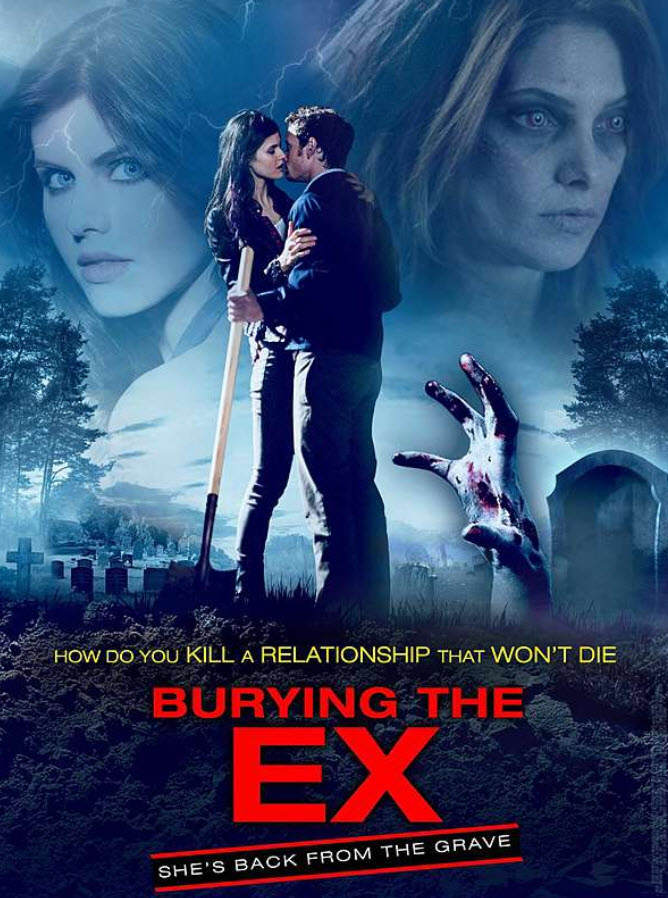 HOW DO YOU KILL A RELATIONSHIP THAT WON'T DIE
BURYING THE
EX
SHE'S BACK FROM THE GRAVE